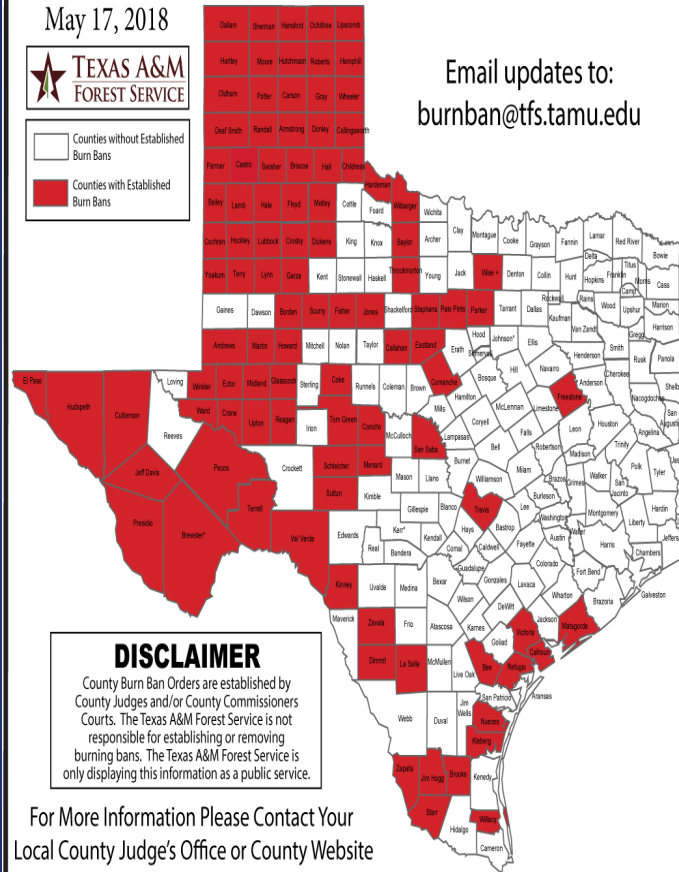 May 17, 2018
TEXAS A&M
FOREST SERVICE
Counties without Established
Burn Bans
Counties with Established
Burn Bans
Email updates to:
burnban@tfs.tamu.edu
Dallam Sherman Hansford Ochiltree Lipscomb
Hartley Moore Hutchinson Roberts Hemphill
Oldham Potter Carson Gray Wheeler
Deaf Smith Randall Armstrong Donley Collingsworth
Parmer Castro Swisher Briscoe Hall Childress
Hardeman
Bailey Lamb Hale Floyd Motley Cottle Foard Wilbarger Wichita
Clay Montague Cooke Grayson Fannin Lamar Red River Bowie
Cochran Hockley Lubbock Crosby Dickens King Knox Baylor Archer
Delta Titus Morris Cass
Yoakum Terry Lynn Garza Kent Stonewall Haskell Throckmorton Young Jack Wise + Denton Collin Hunt Hopkins Franklin
Camp
Gaines Dawson Borden Scurry Fisher Jones Shackelford Stephens Palo Pinto Parker Tarrant Dallas Rockwall Rains Wood Upshur Marion
Kaufman Van Zandt Gregg Harrison
Andrews Martin Howard Mitchell Nolan Taylor Callahan Eastland Erath Hood Johnson* Ellis
Somervell
Henderson Smith Rusk Panola
Navarro
El Paso Hudspeth Culberson Loving Winkler Ector Midland Glasscock Sterling Coke Runnels Coleman Brown Comanche Bosque Hill
Anderson Cherokee
Shelb
Freestone
Nacogdoches
Hamilton
Ward Crane Upton Reagan Irion Tom Green Concho Mills McLennan Limestone
San
Augusti
Reeves McCulloch San Saba Lampasas Coryell Falls Leon Houston Angelina
Robertson Trinity
Jeff Davis Pecos Crockett Schleicher Menard Burnet Bell Madison
Polk Tyler Jas
Milam Brazos Grimes Walker San
Jacinto
Mason Llano Williamson
Sutton Kimble Burleson
Presidio Brewster* Terrell Gillespie Blanco Travis Lee Washington Montgomery Liberty Hardin
Val Verde Edwards Kerr* Hays Bastrop Austin Waller Harris Jeffers
Real Bandera Kendall Comal Caldwell Fayette Chambers
Colorado Fort Bend
Guadalupe
Kinney Uvalde Medina Bexar Gonzales Lavaca Wharton Brazoria Galveston
Wilson
DeWitt
Maverick Zavala Frio Atascosa Karnes Jackson Matagorda
Victoria
Goliad
Calhoun
Dimmit La Salle McMullen Live Oak Bee Refugio
Aransas
San Patricio
Webb Duval Jim
Wells Nueces
Kleberg
Zapata Jim Hogg Brooks Kenedy
Starr Hidalgo Willacy
Cameron
DISCLAIMER
County Burn Ban Orders are established by
County Judges and/or County Commissioners
Courts. The Texas A&M Forest Service is not
responsible for establishing or removing
burning bans. The Texas A&M Forest Service is
only displaying this information as a public service.
For More Information Please Contact Your
Local County Judge's Office or County Website